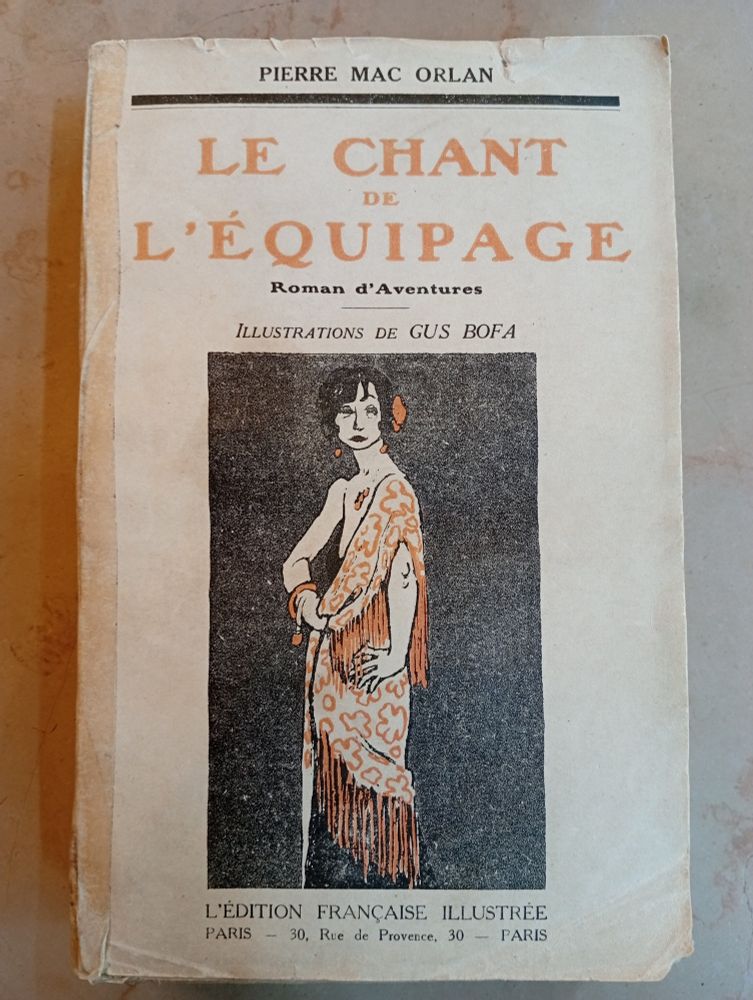 PIERRE MAC ORLAN
LE CHANT
DE
L'ÉQUIPAGE
Roman d'Aventures
ILLUSTRATIONS DE GUS BOFA
L'ÉDITION FRANÇAISE ILLUSTRÉE
PARIS — 30, Rue de Provence, 30 — PARIS